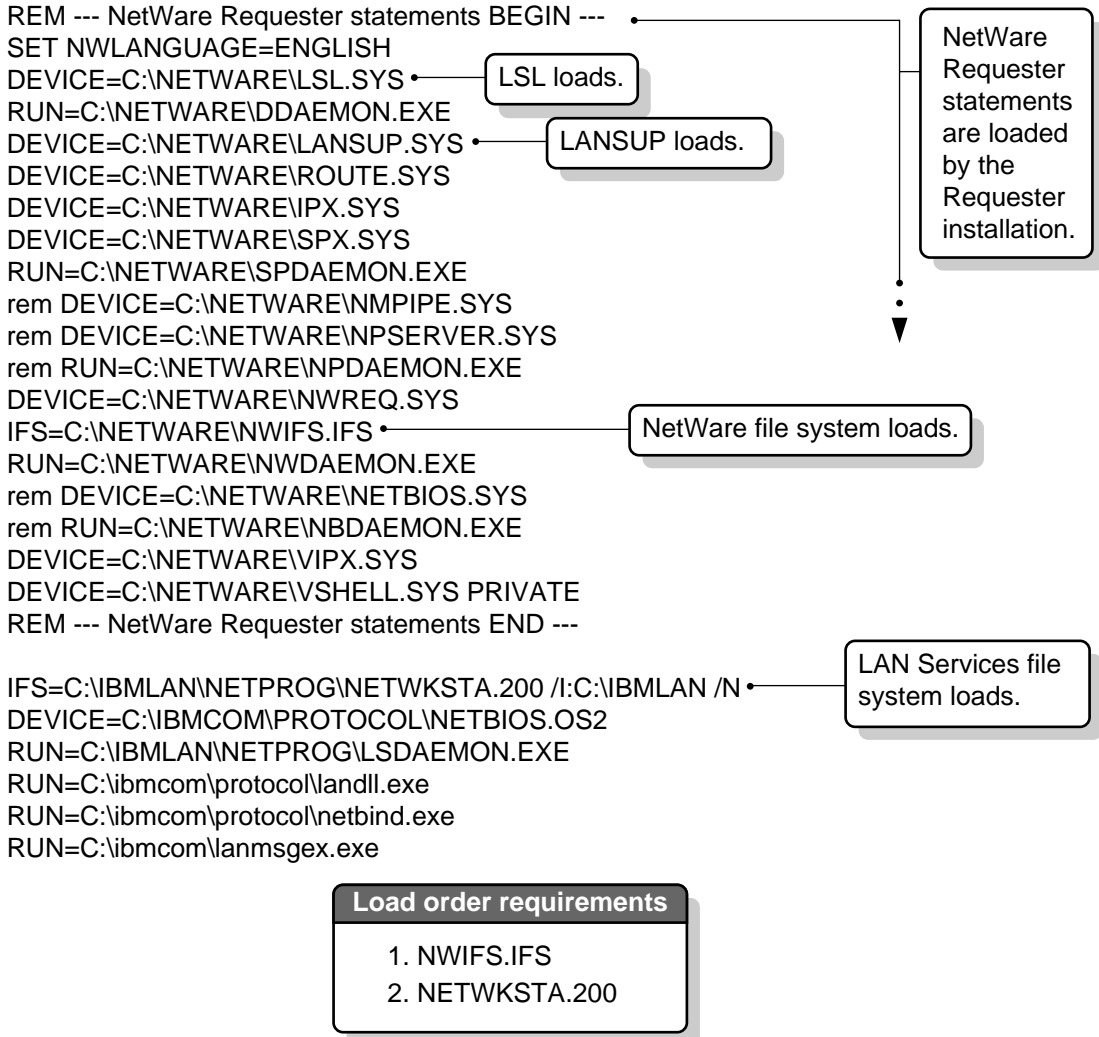 REM --- NetWare Requester statements BEGIN ---
SET NWLANGUAGE=ENGLISH
DEVICE=C:\NETWARE\LSL.SYS
LSL loads.
RUN=C:\NETWARE\DDAEMON.EXE
DEVICE=C:\NETWARE\LANSUP.SYS
LANSUP loads.
DEVICE=C:\NETWARE\ROUTE.SYS
DEVICE=C:\NETWARE\IPX.SYS
DEVICE=C:\NETWARE\SPX.SYS
RUN=C:\NETWARE\SPDAEMON.EXE
rem DEVICE=C:\NETWARE\NMPIPE.SYS
rem DEVICE=C:\NETWARE\NPSERVER.SYS
rem RUN=C:\NETWARE\NPDAEMON.EXE
DEVICE=C:\NETWARE\NWREQ.SYS
IFS=C:\NETWARE\NWIFS.IFS
NetWare file system loads.
RUN=C:\NETWARE\NWDAEMON.EXE
rem DEVICE=C:\NETWARE\NETBIOS.SYS
rem RUN=C:\NETWARE\NBDAEMON.EXE
DEVICE=C:\NETWARE\VIPX.SYS
DEVICE=C:\NETWARE\VSHELL.SYS PRIVATE
REM --- NetWare Requester statements END ---
NetWare
Requester
statements
are loaded
by the
Requester
installation.
IFS=C:\IBMLAN\NETPROG\NETWKSTA.200 /I:C:\IBMLAN /N
LAN Services file
system loads.
DEVICE=C:\IBMCOM\PROTOCOL\NETBIOS.OS2
RUN=C:\IBMLAN\NETPROG\LSDAEMON.EXE
RUN=C:\ibmcom\protocol\landll.exe
RUN=C:\ibmcom\protocol\netbind.exe
RUN=C:\ibmcom\lanmsgex.exe
Load order requirements
1. NWIFS.IFS
2. NETWKSTA.200